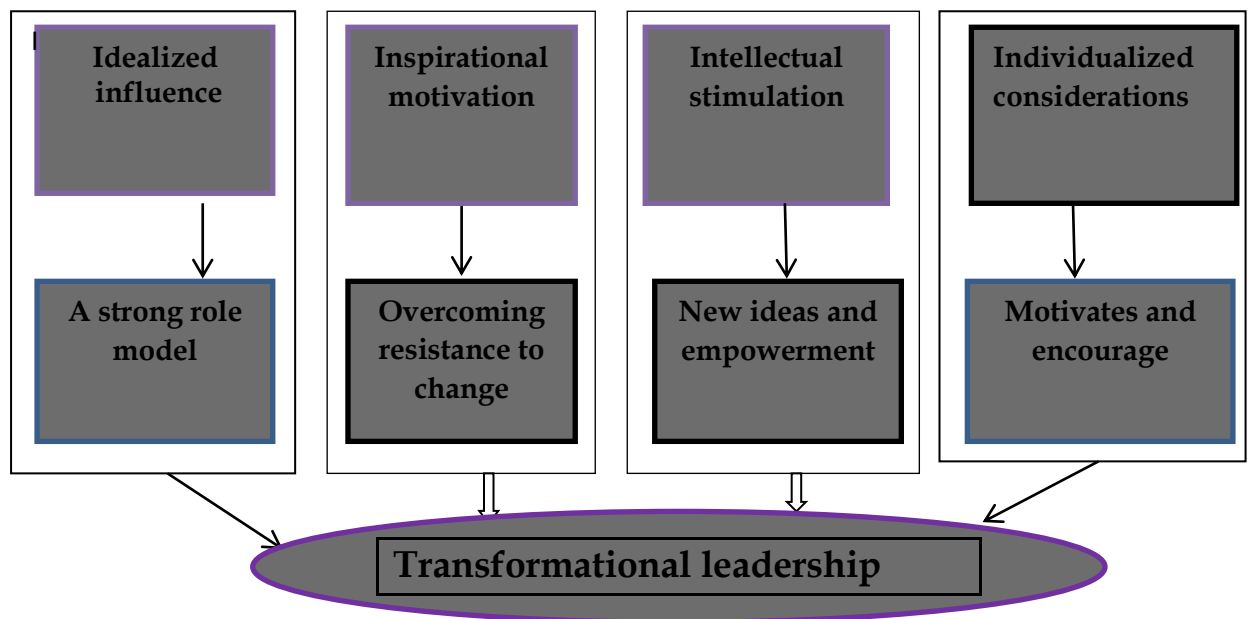 Idealized
influence
Inspirational
motivation
Intellectual
stimulation
Individualized
considerations
A strong role
model
Overcoming
resistance to
change
New ideas and
empowerment
Motivates and
encourage
Transformational leadership